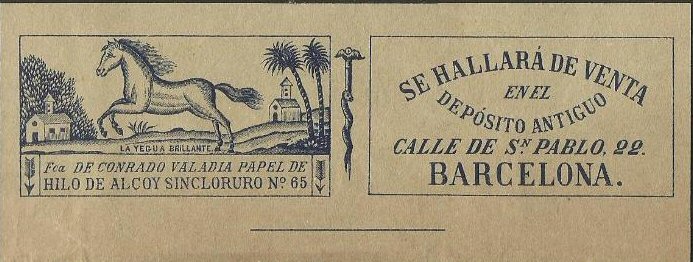 LA YEGUA BRILLANTE.
Fca DE CONRADO VALADIA PAPEL DE
HILO DE ALCOY SINCLORURO Nº 65
SE HALLARÁ DE VENTA
EN EL
DEPÓSITO ANTIGUO
CALLE DE Sⁿ PABLO, 22.
BARCELONA.